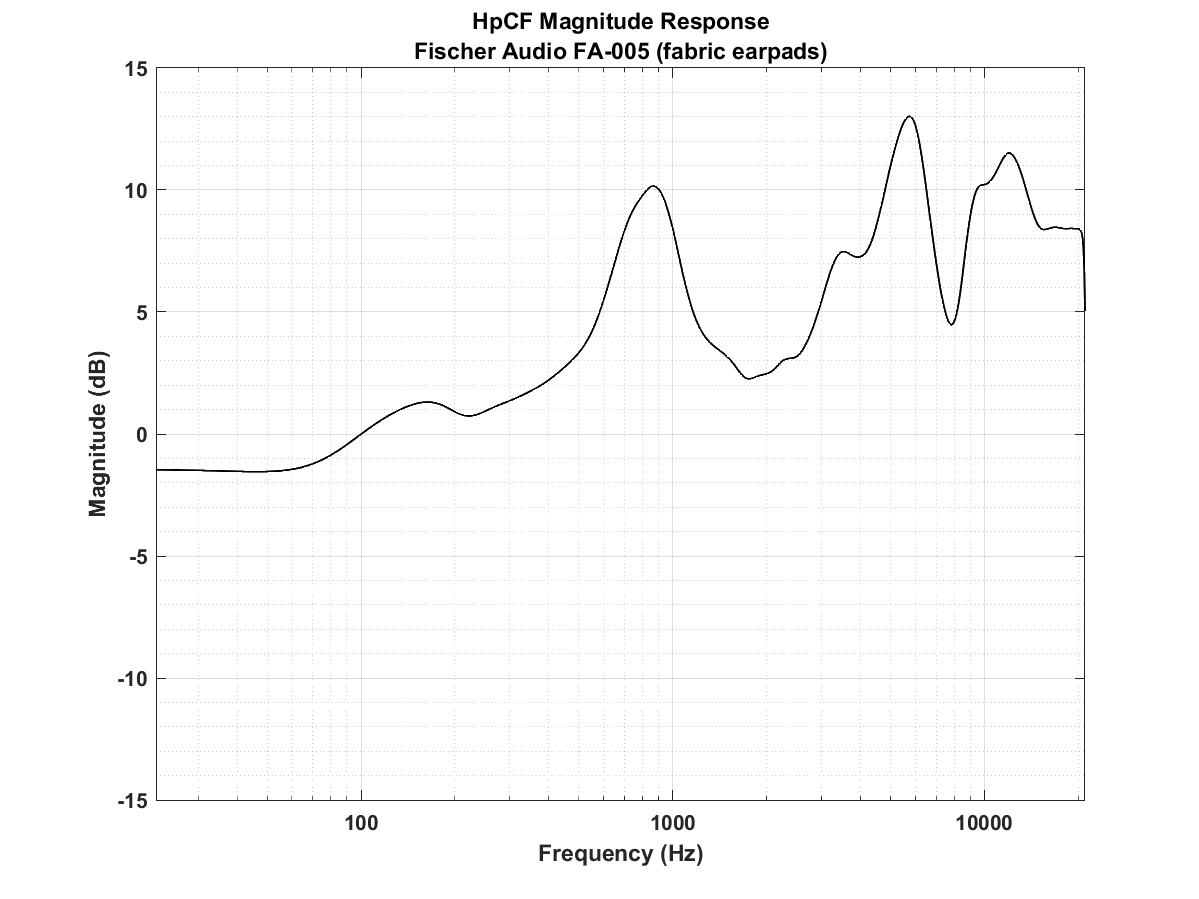 HpCF Magnitude Response
Fischer Audio FA-005 (fabric earpads)
15
10
5
0
-5
-10
-15
Magnitude (dB)
100 1000 10000
Frequency (Hz)